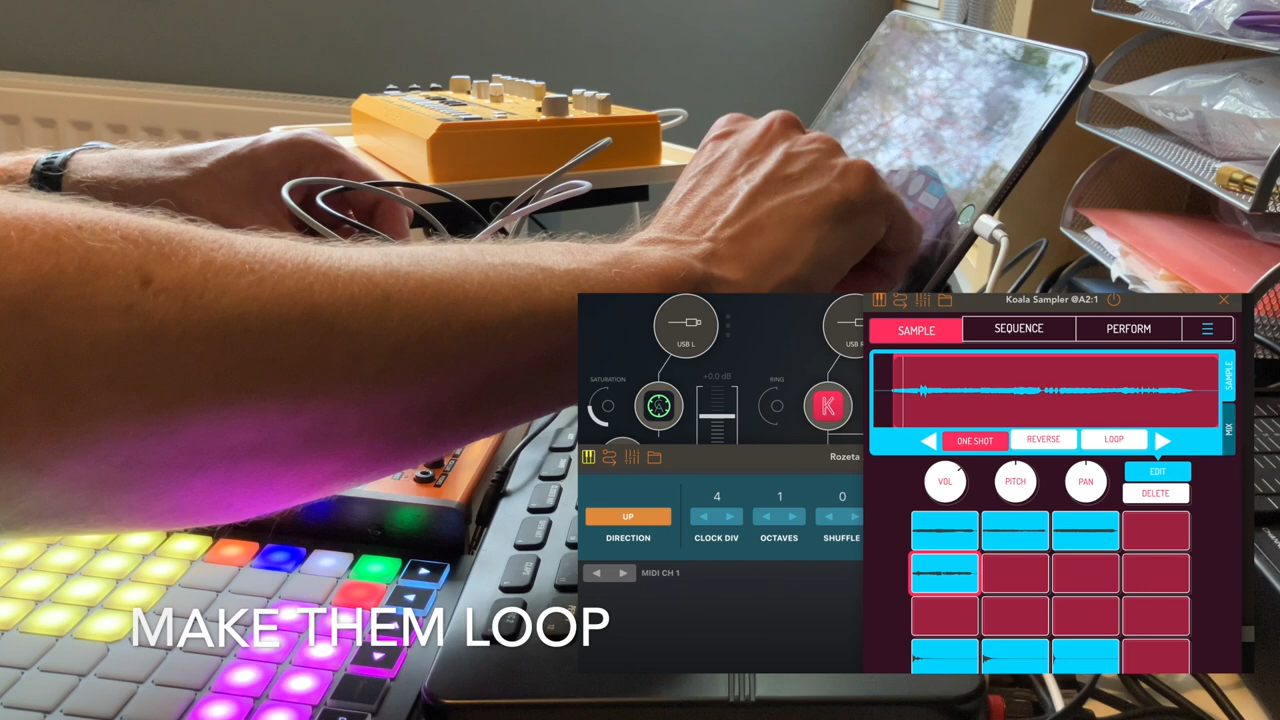 Koala Sampler @A2:1
SAMPLE
SEQUENCE
PERFORM
USB L
USB
SAMPLE
MIX
SATURATION
+0.0 dB
RING
K
ONE SHOT
REVERSE
LOOP
VOL
PITCH
PAN
EDIT
DELETE
Rozeta
UP
4
1
0
DIRECTION
CLOCK DIV
OCTAVES
SHUFFLE
MIDI CH 1
MAKE THEM LOOP